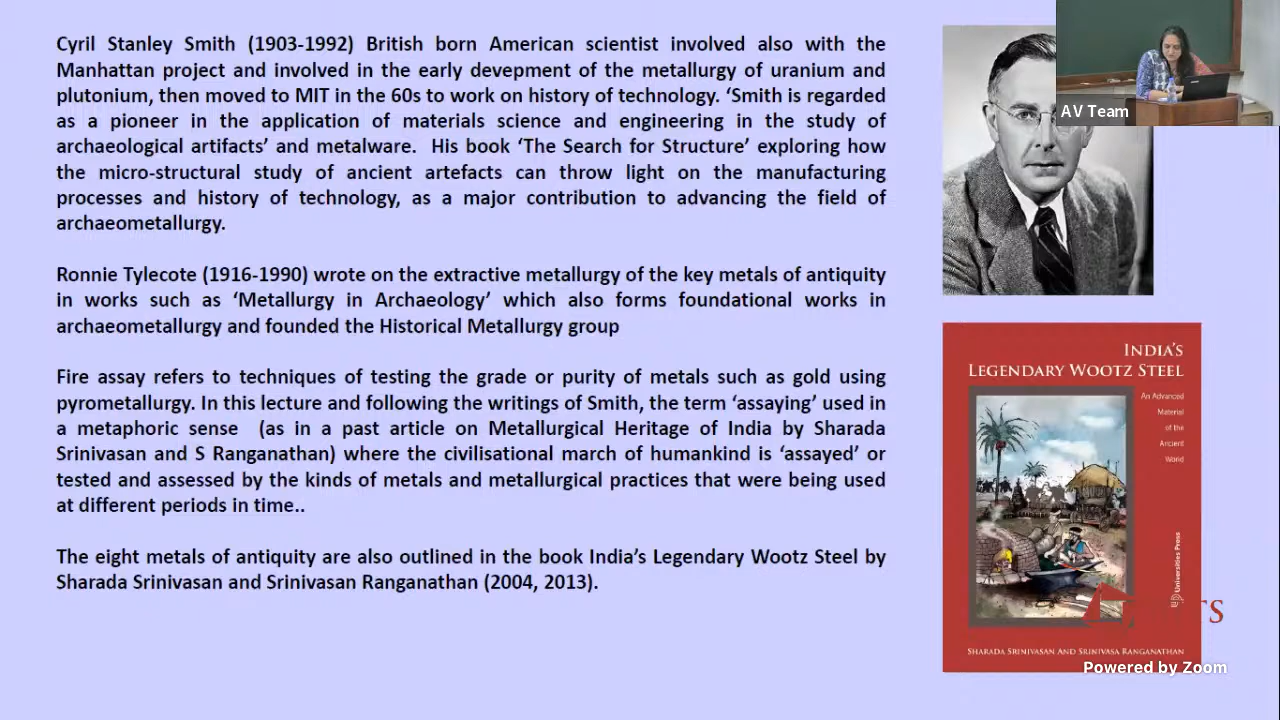 Cyril Stanley Smith (1903-1992) British born American scientist involved also with the
Manhattan project and involved in the early devepment of the metallurgy of uranium and
plutonium, then moved to MIT in the 60s to work on history of technology. ‘Smith is regarded
as a pioneer in the application of materials science and engineering in the study of
archaeological artifacts’ and metalware. His book ‘The Search for Structure’ exploring how
the micro-structural study of ancient artefacts can throw light on the manufacturing
processes and history of technology, as a major contribution to advancing the field of
archaeometallurgy.
Ronnie Tylecote (1916-1990) wrote on the extractive metallurgy of the key metals of antiquity
in works such as ‘Metallurgy in Archaeology’ which also forms foundational works in
archaeometallurgy and founded the Historical Metallurgy group
Fire assay refers to techniques of testing the grade or purity of metals such as gold using
pyrometallurgy. In this lecture and following the writings of Smith, the term ‘assaying’ used in
a metaphoric sense (as in a past article on Metallurgical Heritage of India by Sharada
Srinivasan and S Ranganathan) where the civilisational march of humankind is ‘assayed’ or
tested and assessed by the kinds of metals and metallurgical practices that were being used
at different periods in time..
The eight metals of antiquity are also outlined in the book India’s Legendary Wootz Steel by
Sharada Srinivasan and Srinivasan Ranganathan (2004, 2013).
AV Team
INDIA’S
LEGENDARY WOOTZ STEEL
An Advanced
Material
of the
Ancient
World
Universities Press
TS
SHARADA SRINIVASAN AND SRINIVASA RANGANATHAN
Powered by Zoom